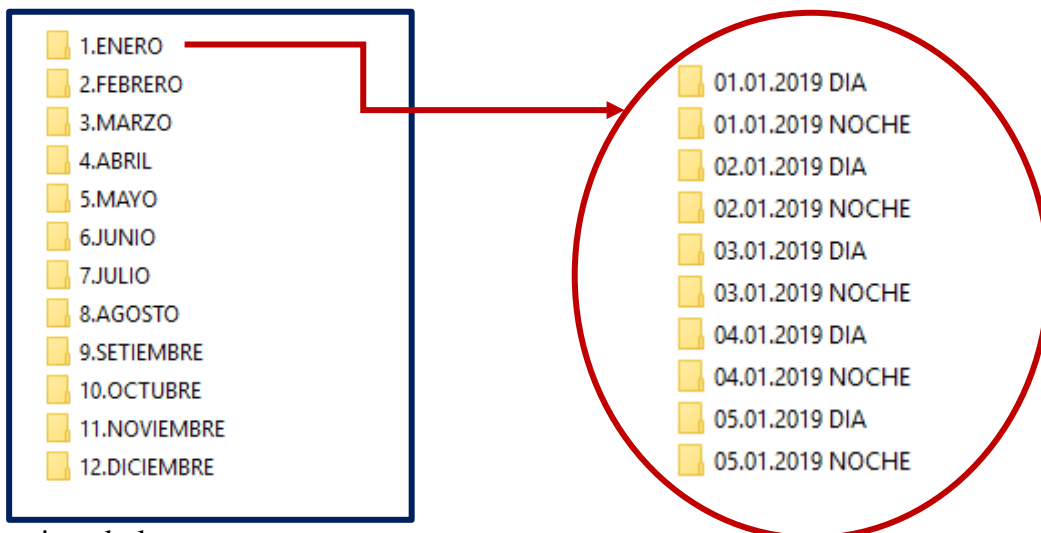 1.ENERO
2.FEBRERO
3.MARZO
4.ABRIL
5.MAYO
6.JUNIO
7.JULIO
8.AGOSTO
9.SETIEMBRE
10.OCTUBRE
11.NOVIEMBRE
12.DICIEMBRE
01.01.2019 DIA
01.01.2019 NOCHE
02.01.2019 DIA
02.01.2019 NOCHE
03.01.2019 DIA
03.01.2019 NOCHE
04.01.2019 DIA
04.01.2019 NOCHE
05.01.2019 DIA
05.01.2019 NOCHE